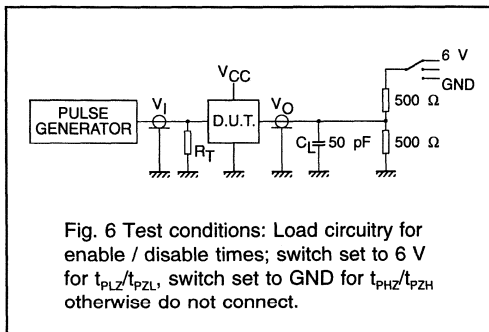 6 V
GND
500 Ω
500 Ω
V_CC
V_I
V_O
PULSE
GENERATOR
D.U.T.
R_T
C_L 50 pF
Fig. 6 Test conditions: Load circuitry for
enable / disable times; switch set to 6 V
for t_PLZ/t_PZL, switch set to GND for t_PHZ/t_PZH
otherwise do not connect.